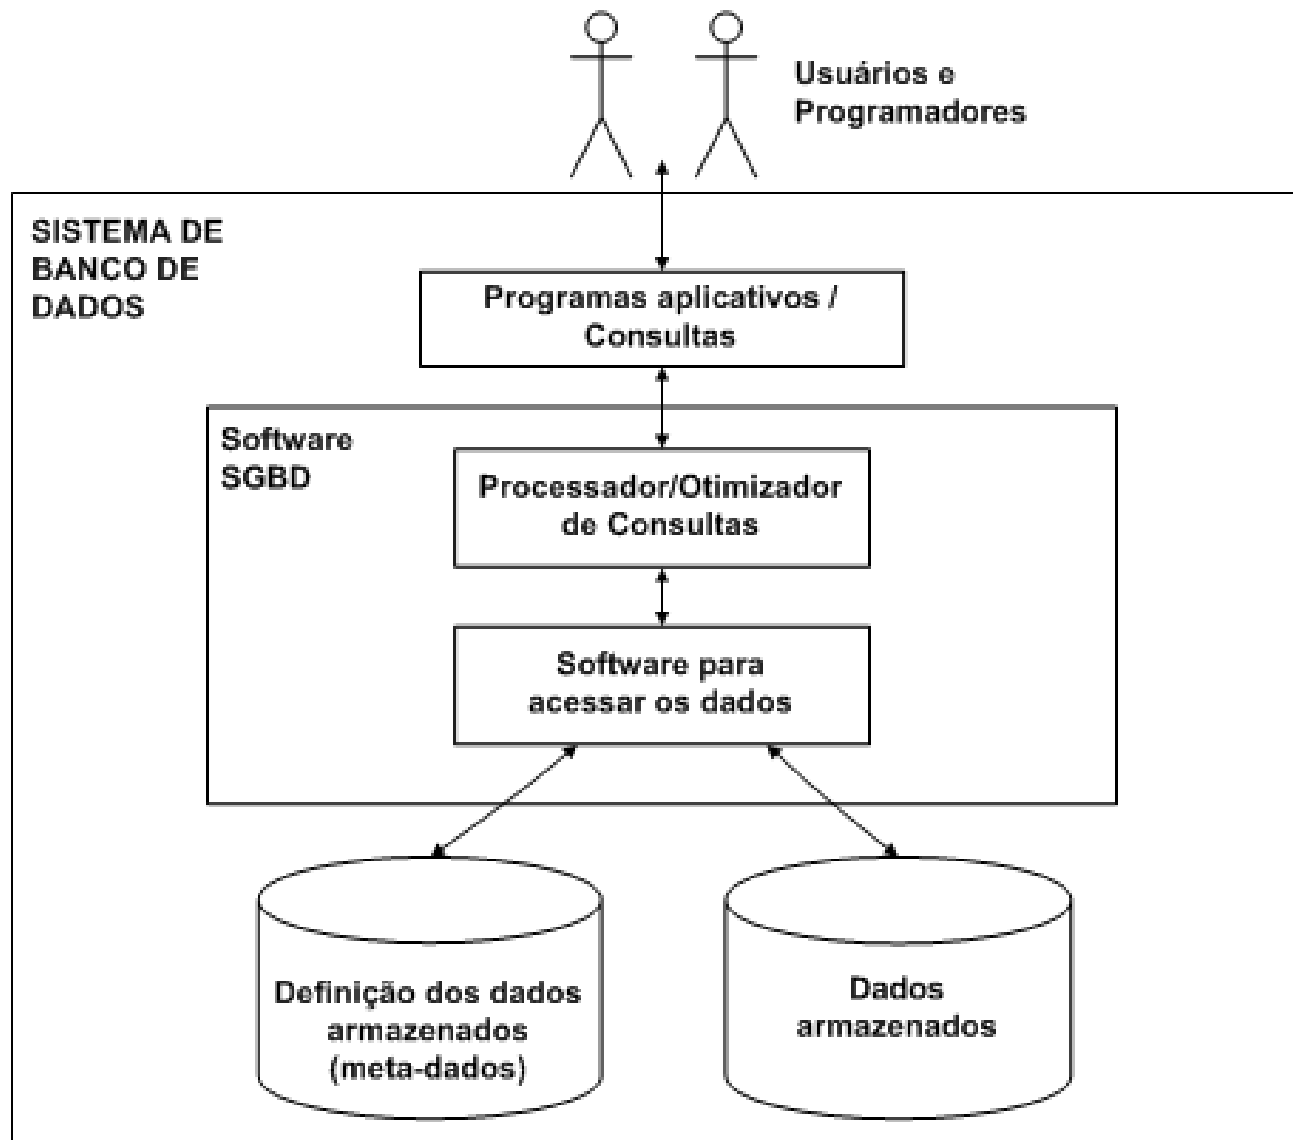 Usuários e
Programadores
SISTEMA DE
BANCO DE
DADOS
Programas aplicativos /
Consultas
Software
SGBD
Processador/Otimizador
de Consultas
Software para
acessar os dados
Definição dos dados
armazenados
(meta-dados)
Dados
armazenados